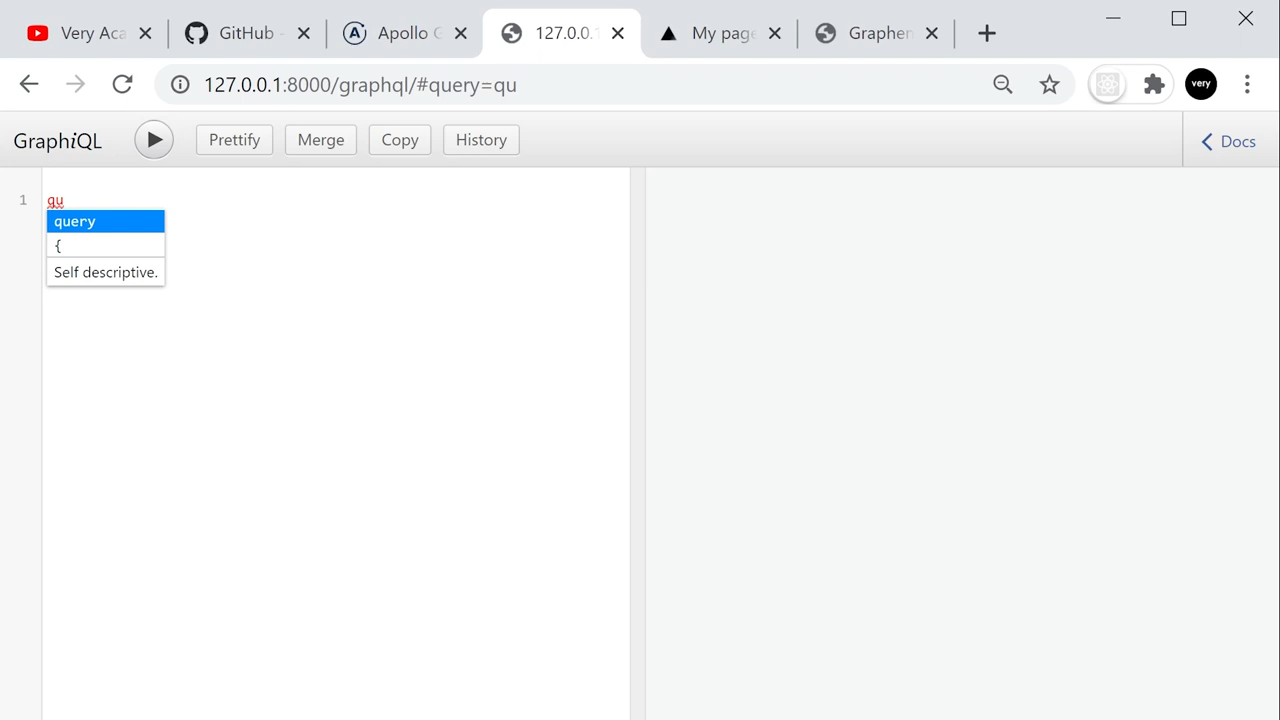 Very Aca
GitHub -
Apollo
127.0.0.1
My page
Graphen
127.0.0.1:8000/graphql/#query=qu
very
GraphiQL
Prettify
Merge
Copy
History
Docs
1
qu
query
{
Self descriptive.